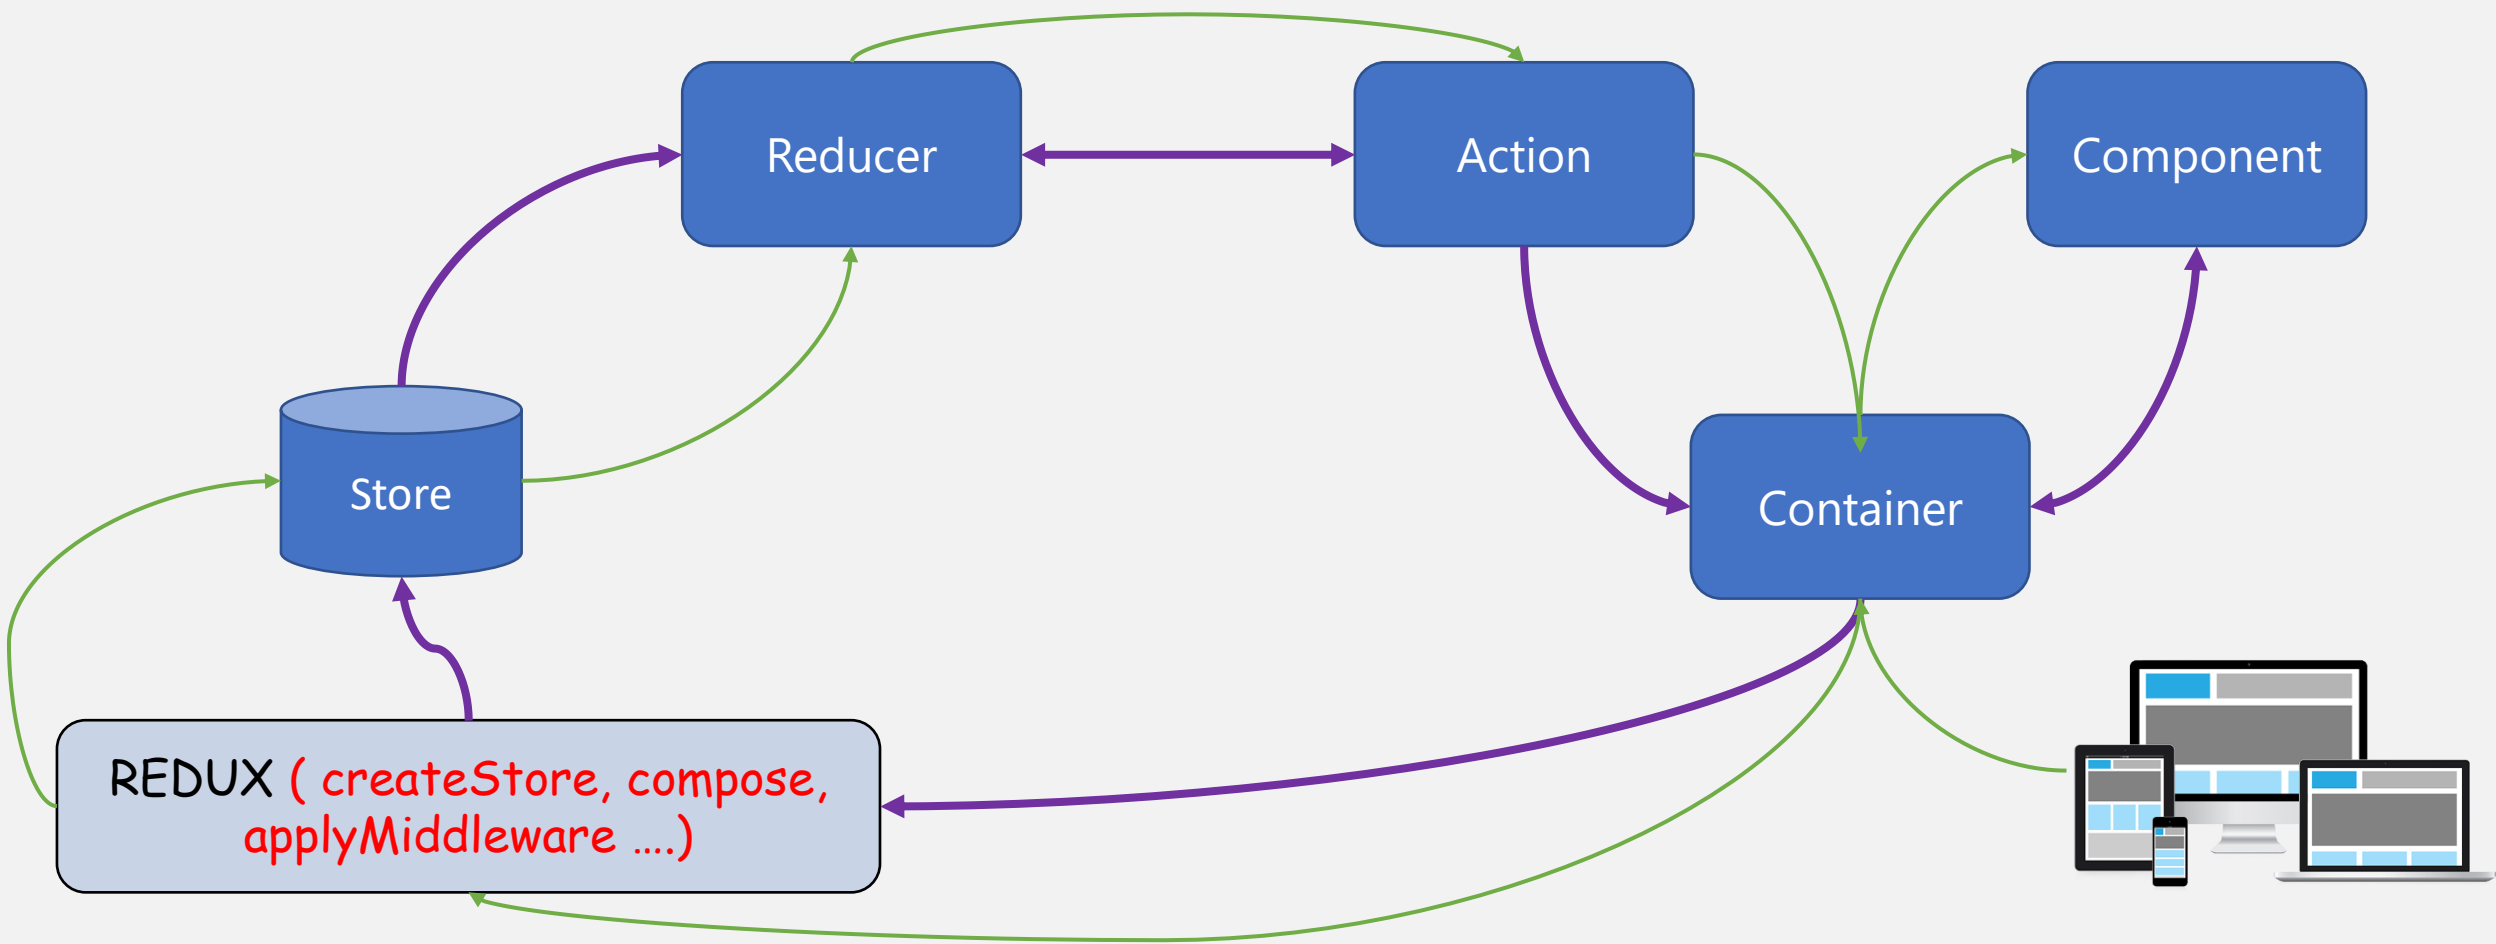 Reducer
Action
Component
Store
Container
REDUX ( createStore, compose,
applyMiddleware ....)